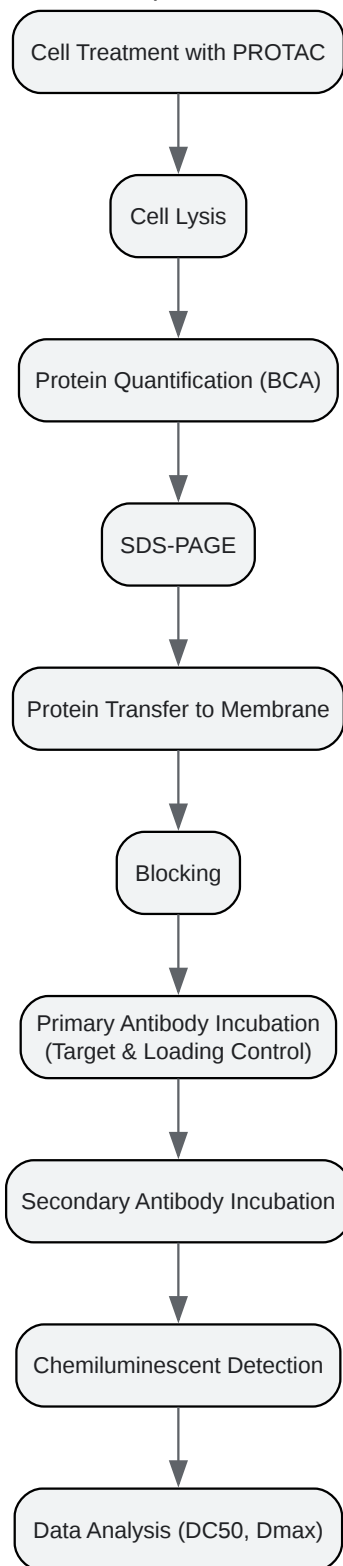 Cell Treatment with PROTAC
Cell Lysis
Protein Quantification (BCA)
SDS-PAGE
Protein Transfer to Membrane
Blocking
Primary Antibody Incubation
(Target & Loading Control)
Secondary Antibody Incubation
Chemiluminescent Detection
Data Analysis (DC50, Dmax)